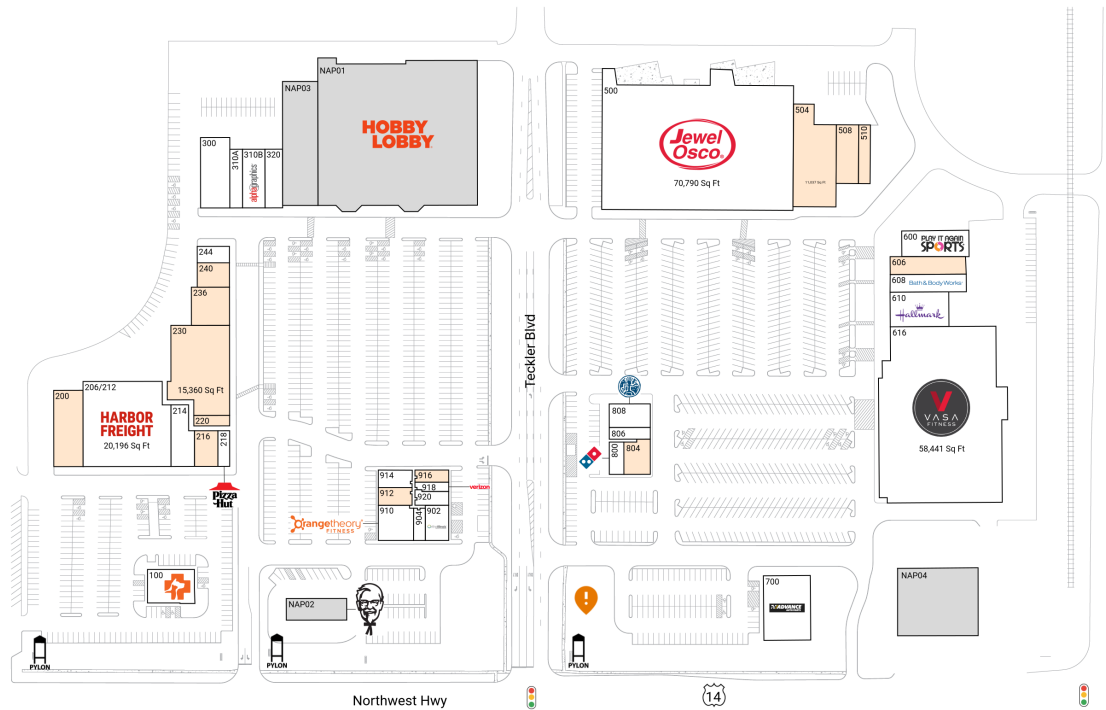 NAP01
NAP03
HOBBY
LOBBY
300
310A
310B
alphagraphics
320
500
Jewel
Osco
70,790 Sq Ft
504
508
510
244
240
236
230
15,360 Sq Ft
200
206/212
HARBOR
FREIGHT
20,196 Sq Ft
214
220
216
218
Pizza
Hut
600
PLAY IT AGAIN
SPORTS
606
608
Bath & Body Works
610
Hallmark
616
VASA
FITNESS
58,441 Sq Ft
Teckler Blvd
808
806
800
804
914
916
918
912
920
910
904
902
verizon
Orangetheory
FITNESS
100
NAP02
700
ADVANCE
NAP04
PYLON
PYLON
PYLON
Northwest Hwy
14